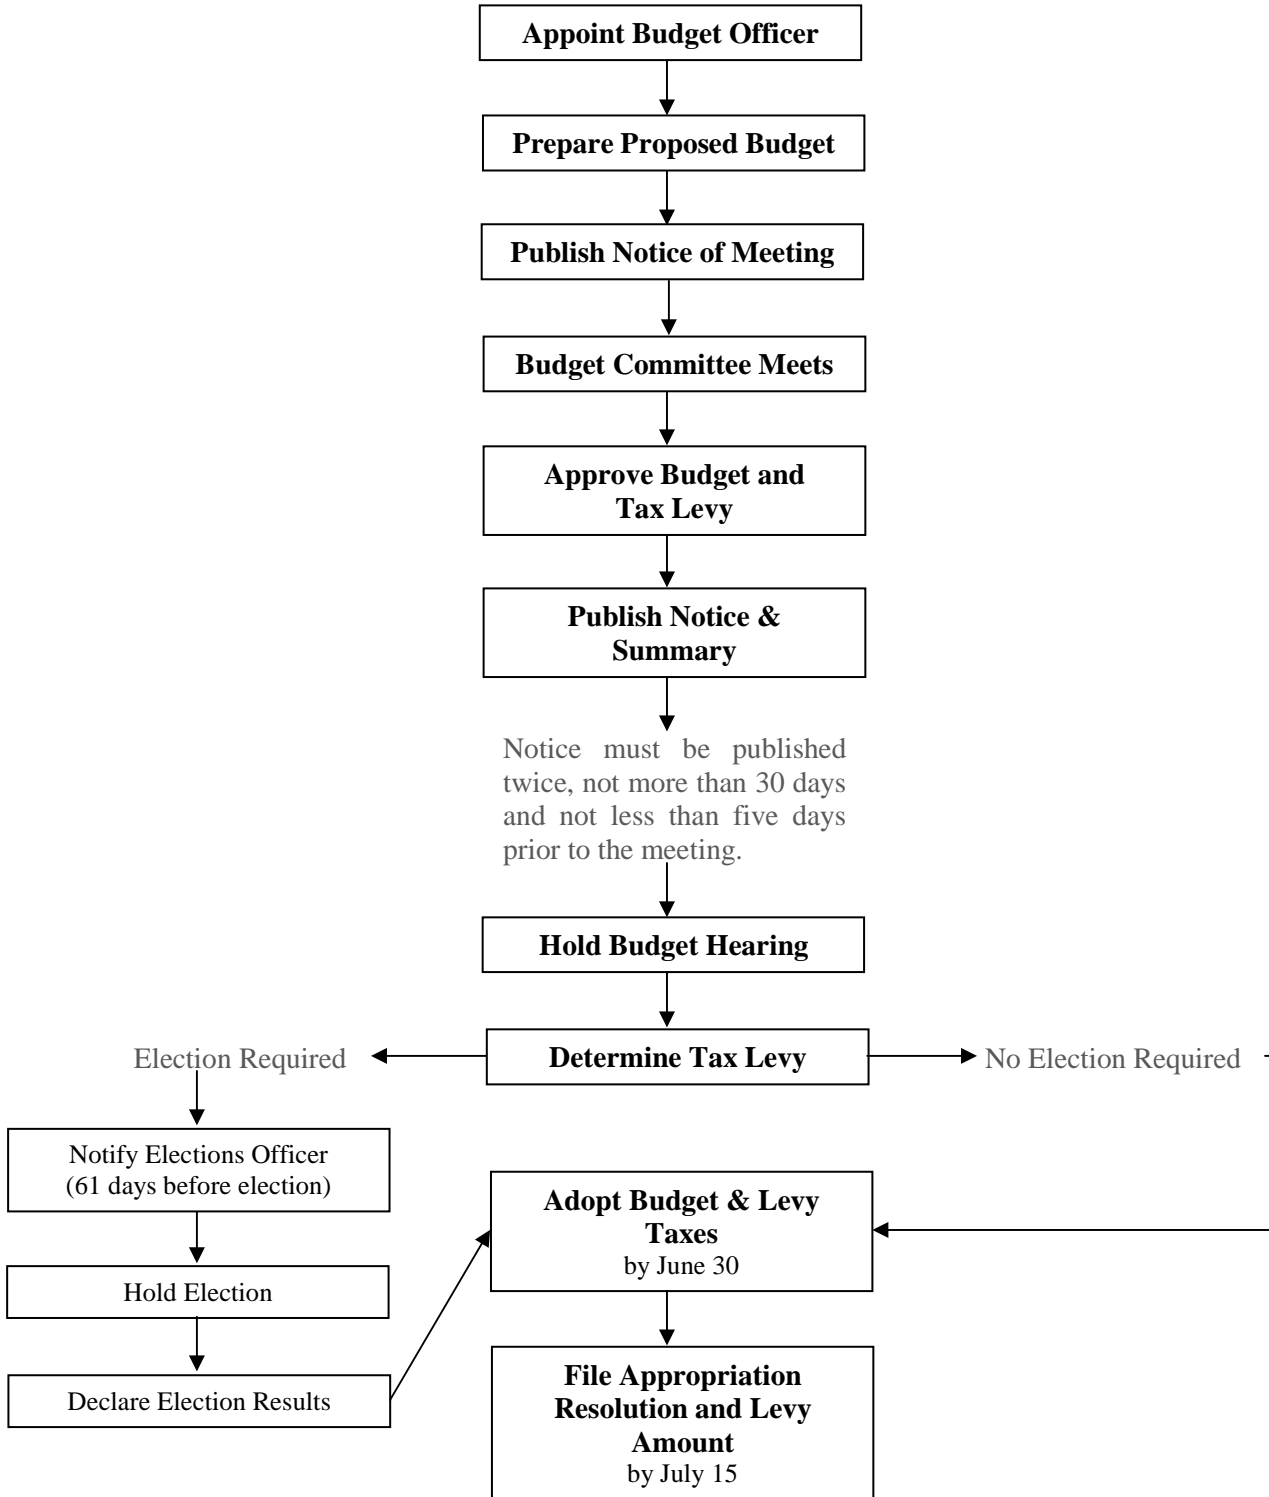 Appoint Budget Officer
Prepare Proposed Budget
Publish Notice of Meeting
Budget Committee Meets
Approve Budget and
Tax Levy
Publish Notice &
Summary
Notice must be published
twice, not more than 30 days
and not less than five days
prior to the meeting.
Hold Budget Hearing
Election Required
Determine Tax Levy
No Election Required
Notify Elections Officer
(61 days before election)
Hold Election
Declare Election Results
Adopt Budget & Levy
Taxes
by June 30
File Appropriation
Resolution and Levy
Amount
by July 15